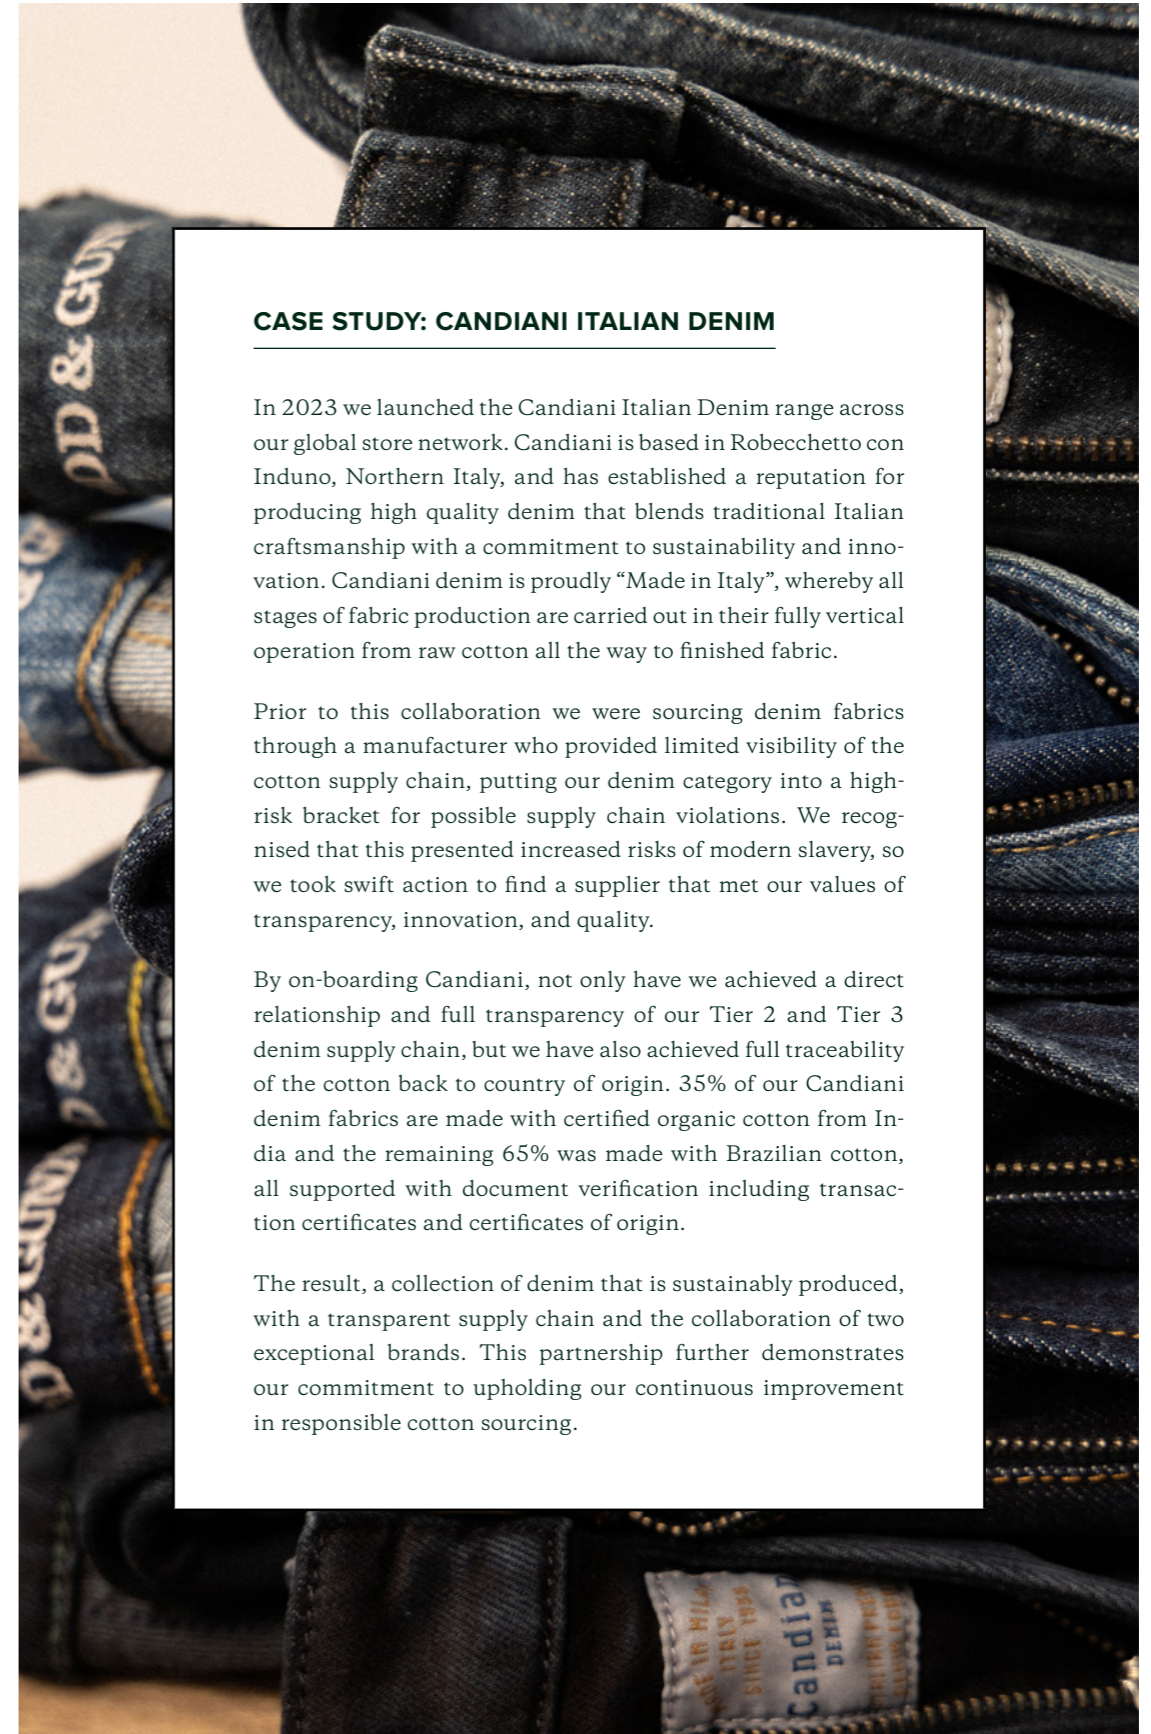 OD & GUN
CASE STUDY: CANDIANI ITALIAN DENIM
In 2023 we launched the Candiani Italian Denim range across
our global store network. Candiani is based in Robecchetto con
Induno, Northern Italy, and has established a reputation for
producing high quality denim that blends traditional Italian
craftsmanship with a commitment to sustainability and inno-
vation. Candiani denim is proudly “Made in Italy”, whereby all
stages of fabric production are carried out in their fully vertical
operation from raw cotton all the way to finished fabric.
Prior to this collaboration we were sourcing denim fabrics
through a manufacturer who provided limited visibility of the
cotton supply chain, putting our denim category into a high-
risk bracket for possible supply chain violations. We recog-
nised that this presented increased risks of modern slavery, so
we took swift action to find a supplier that met our values of
transparency, innovation, and quality.
By on-boarding Candiani, not only have we achieved a direct
relationship and full transparency of our Tier 2 and Tier 3
denim supply chain, but we have also achieved full traceability
of the cotton back to country of origin. 35% of our Candiani
denim fabrics are made with certified organic cotton from In-
dia and the remaining 65% was made with Brazilian cotton,
all supported with document verification including transac-
tion certificates and certificates of origin.
The result, a collection of denim that is sustainably produced,
with a transparent supply chain and the collaboration of two
exceptional brands. This partnership further demonstrates
our commitment to upholding our continuous improvement
in responsible cotton sourcing.
D & GUN
D & GUNN
ITALY
SINCE 1938
Candiani
DENIM